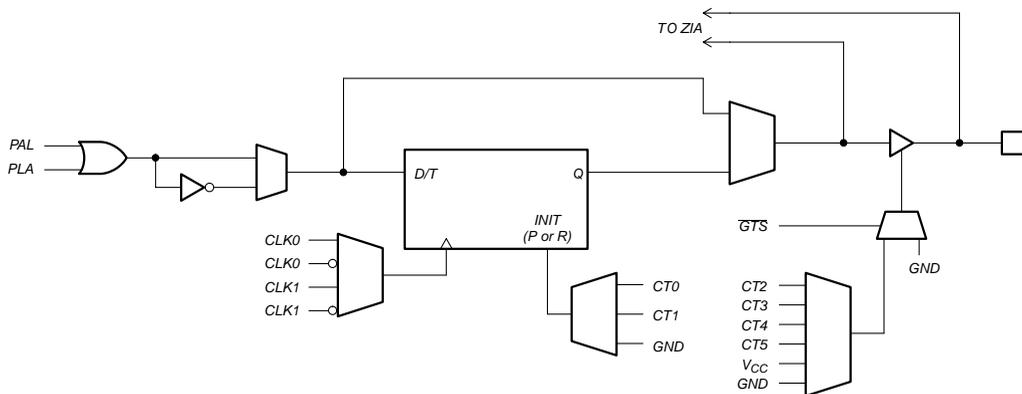 TO ZIA
PAL
PLA
D/T
Q
INIT
(P or R)
CLK0
CLK0
CLK1
CLK1
CT0
CT1
GND
GTS
GND
CT2
CT3
CT4
CT5
VCC
GND